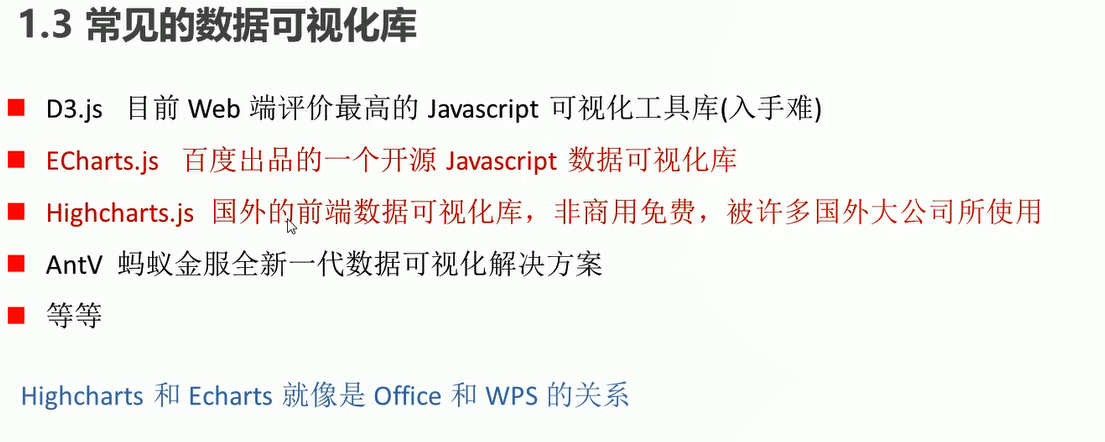 1.3 常见的数据可视化库
D3.js 目前 Web 端评价最高的 Javascript 可视化工具库(入手难)
ECharts.js 百度出品的一个开源 Javascript 数据可视化库
Highcharts.js 国外的前端数据可视化库，非商用免费，被许多国外大公司所使用
AntV 蚂蚁金服全新一代数据可视化解决方案
等等
Highcharts 和 Echarts 就像是 Office 和 WPS 的关系